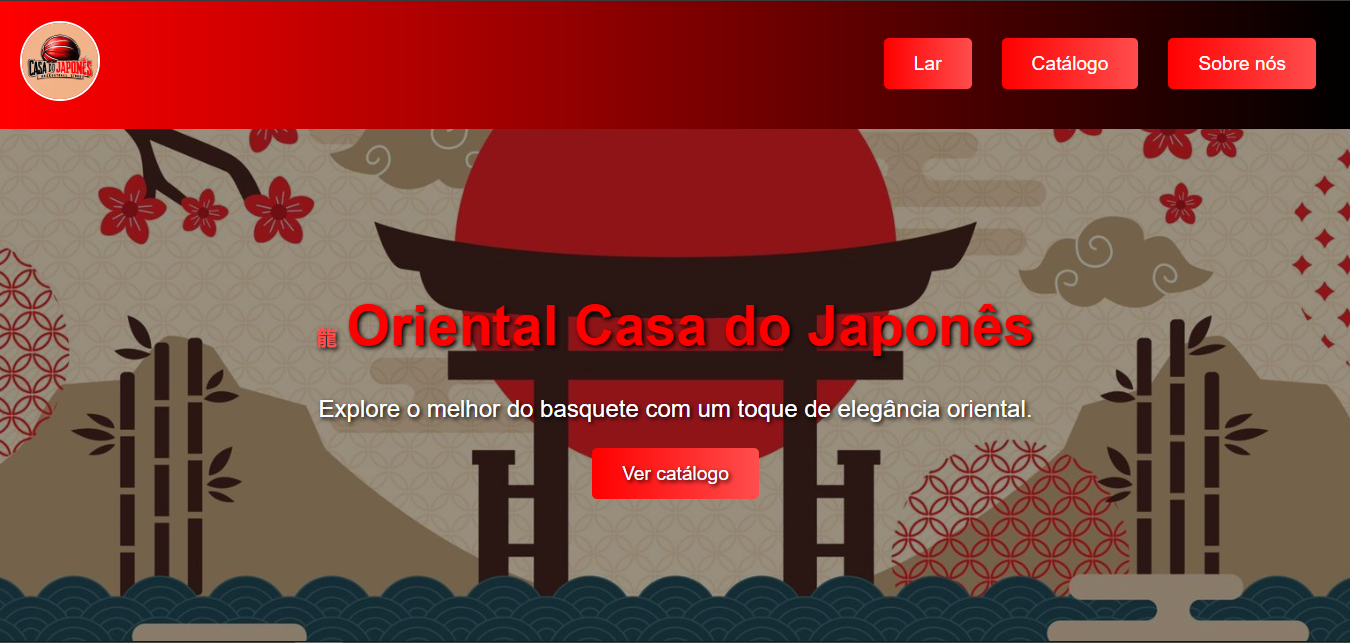 CASA DO JAPONÊS
Lar
Catálogo
Sobre nós
龍 Oriental Casa do Japonês
Explore o melhor do basquete com um toque de elegância oriental.
Ver catálogo